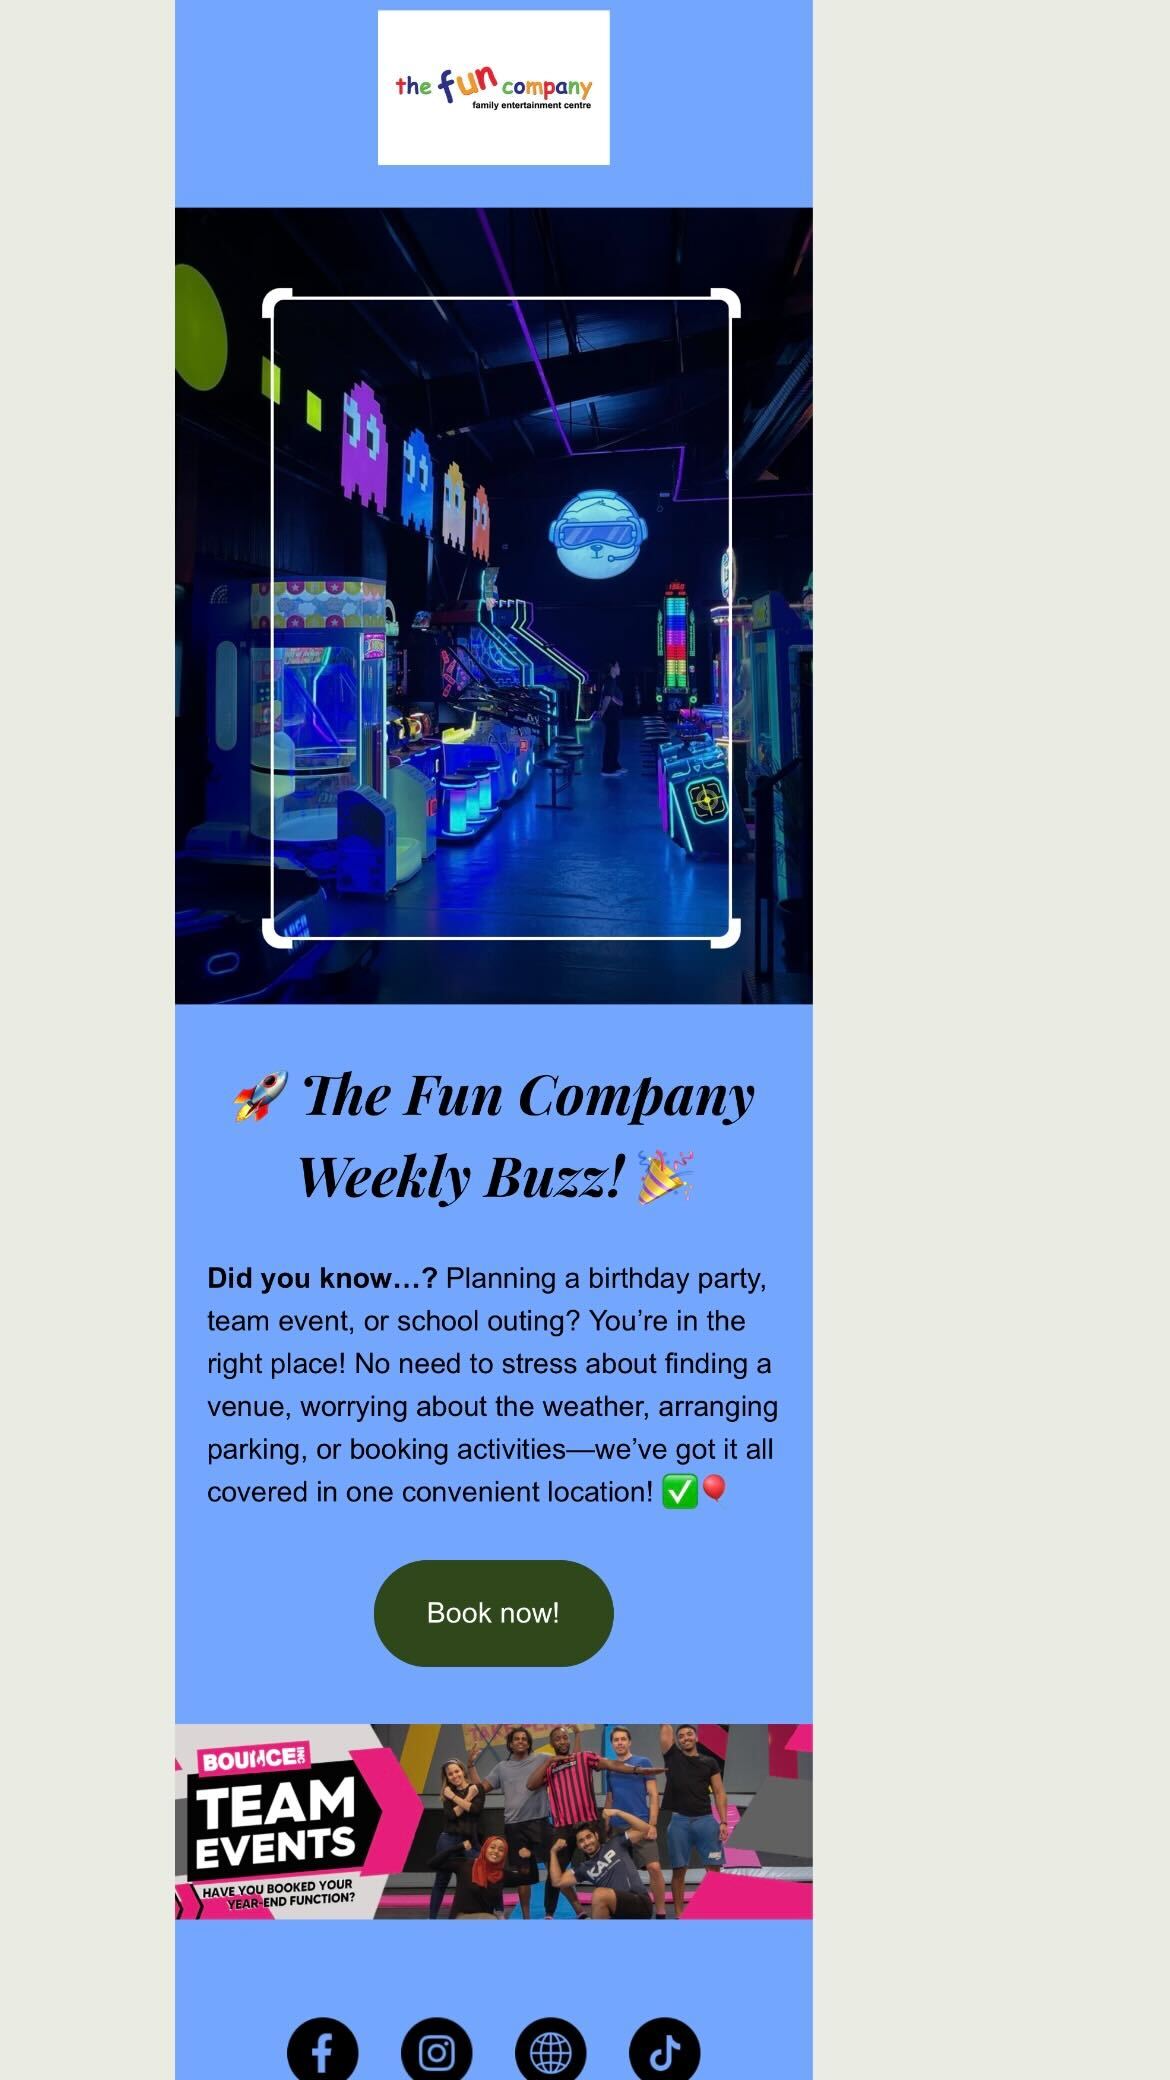 the fun company
family entertainment centre
🚀 The Fun Company
Weekly Buzz! 🎉
Did you know…? Planning a birthday party,
team event, or school outing? You’re in the
right place! No need to stress about finding a
venue, worrying about the weather, arranging
parking, or booking activities—we’ve got it all
covered in one convenient location! ✅🎈
Book now!
BOUNCE INC
TEAM
EVENTS
HAVE YOU BOOKED YOUR
YEAR-END FUNCTION?
KAP